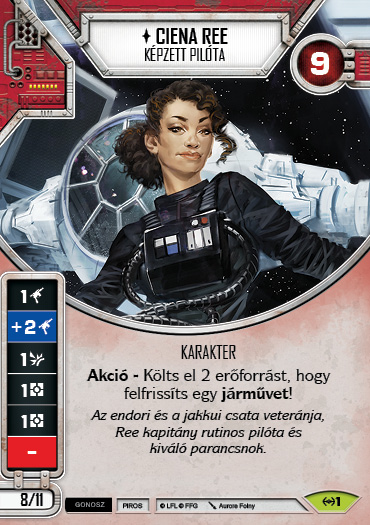 CIENA REE
KÉPZETT PILÓTA
9
1
+2
1
1
1
-
KARAKTER
Akció - Költs el 2 erőforrást, hogy
felfrissíts egy járművet!
Az endori és a jakkui csata veteránja,
Ree kapitány rutinos pilóta és
kiváló parancsnok.
8/11
GONOSZ
PIROS
© LFL © FFG
Aurore Folny
1